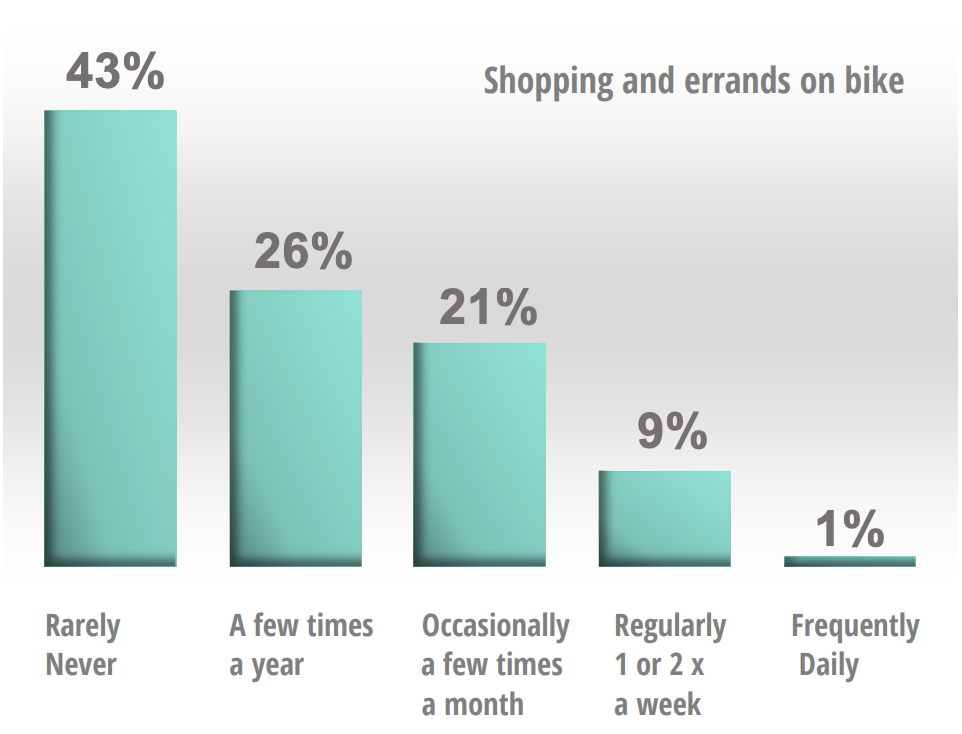 Shopping and errands on bike
43%
26%
21%
9%
1%
Rarely
Never
A few times
a year
Occasionally
a few times
a month
Regularly
1 or 2 x
a week
Frequently
Daily